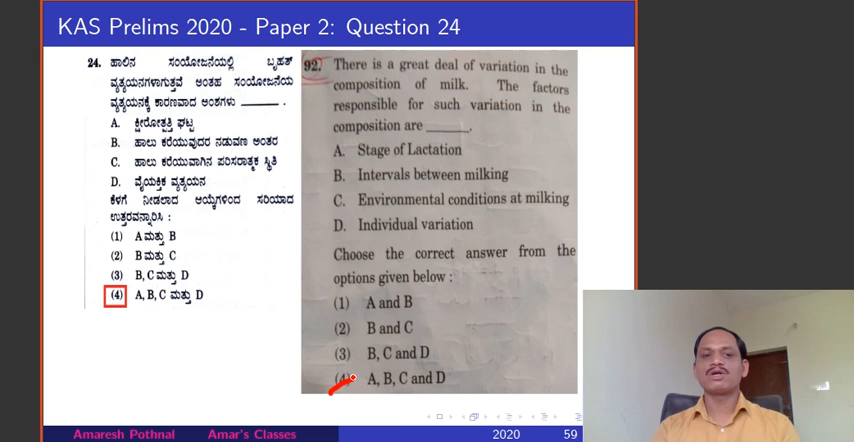 KAS Prelims 2020 - Paper 2: Question 24
24. ಹಾಲಿನ ಸಂಯೋಜನೆಯಲ್ಲಿ ಬೃಹತ್
ವ್ಯತ್ಯಯನಗಳಾಗುತ್ತವೆ ಅಂತಹ ಸಂಯೋಜನೆಯ
ವ್ಯತ್ಯಯನಕ್ಕೆ ಕಾರಣವಾದ ಅಂಶಗಳು ______ .
A. ಕ್ಷೀರೋತ್ಪತ್ತಿ ಘಟ್ಟ
B. ಹಾಲು ಕರೆಯುವುದರ ನಡುವಣ ಅಂತರ
C. ಹಾಲು ಕರೆಯುವಾಗಿನ ಪರಿಸರಾತ್ಮಕ ಸ್ಥಿತಿ
D. ವೈಯಕ್ತಿಕ ವ್ಯತ್ಯಯನ
ಕೆಳಗೆ ನೀಡಲಾದ ಆಯ್ಕೆಗಳಿಂದ ಸರಿಯಾದ
ಉತ್ತರವನ್ನಾರಿಸಿ :
(1) A ಮತ್ತು B
(2) B ಮತ್ತು C
(3) B, C ಮತ್ತು D
(4) A, B, C ಮತ್ತು D
92. There is a great deal of variation in the
composition of milk. The factors
responsible for such variation in the
composition are ______.
A. Stage of Lactation
B. Intervals between milking
C. Environmental conditions at milking
D. Individual variation
Choose the correct answer from the
options given below :
(1) A and B
(2) B and C
(3) B, C and D
(4) A, B, C and D
Amaresh Pothnal Amar's Classes 2020 59